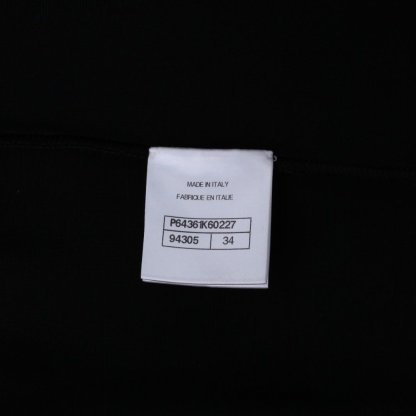 MADE IN ITALY
FABRIQUE EN ITALIE
P64361K60227
94305 34